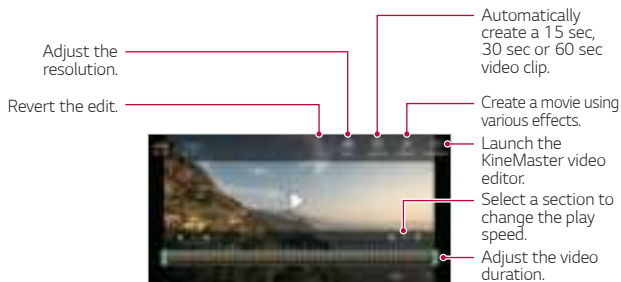 Adjust the
resolution.
Revert the edit.
Automatically
create a 15 sec,
30 sec or 60 sec
video clip.
Create a movie using
various effects.
Launch the
KineMaster video
editor.
Select a section to
change the play
speed.
Adjust the video
duration.